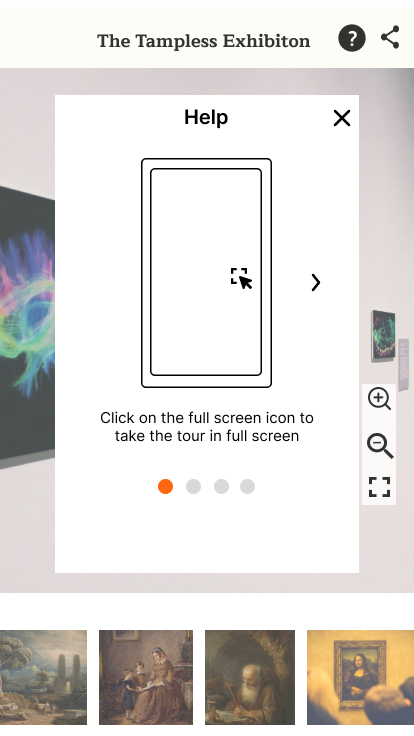 The Tampless Exhibiton
?
Help
Click on the full screen icon to
take the tour in full screen